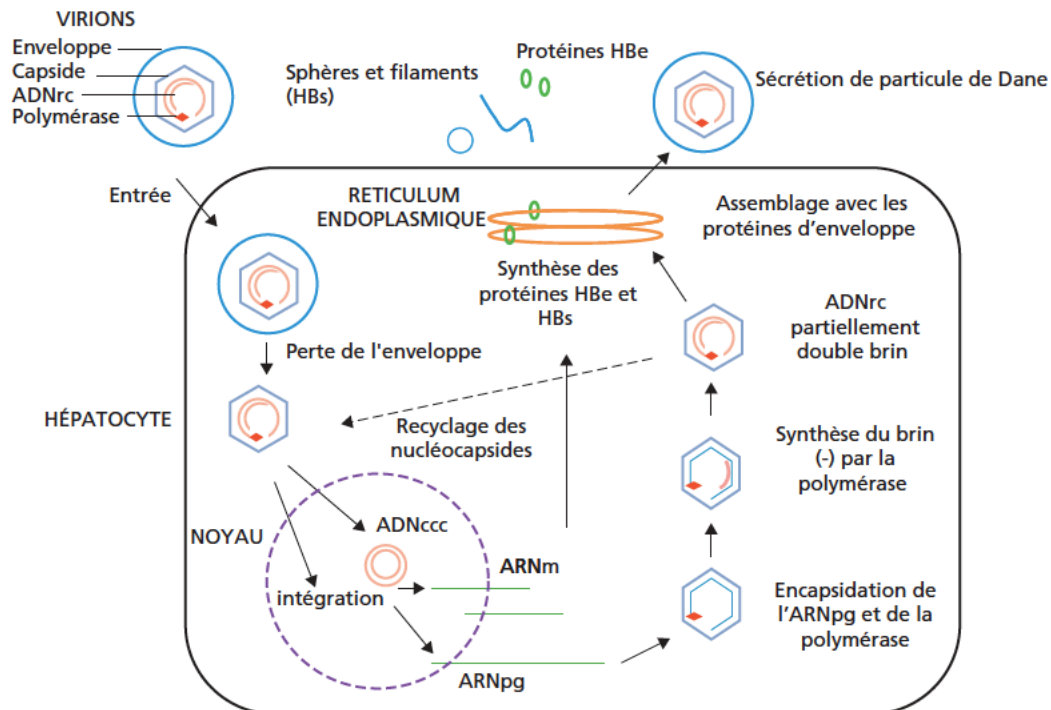 VIRIONS
Enveloppe
Capside
ADNrc
Polymérase
Sphères et filaments
(HBs)
Protéines HBe
Sécrétion de particule de Dane
Entrée
RETICULUM
ENDOPLASMIQUE
Assemblage avec les
protéines d'enveloppe
Synthèse des
protéines HBe et
HBs
ADNrc
partiellement
double brin
Perte de l'enveloppe
HÉPATOCYTE
Recyclage des
nucléocapsides
Synthèse du brin
(-) par la
polymérase
NOYAU
ADNccc
ARNm
intégration
Encapsidation de
l'ARNpg et de la
polymérase
ARNpg